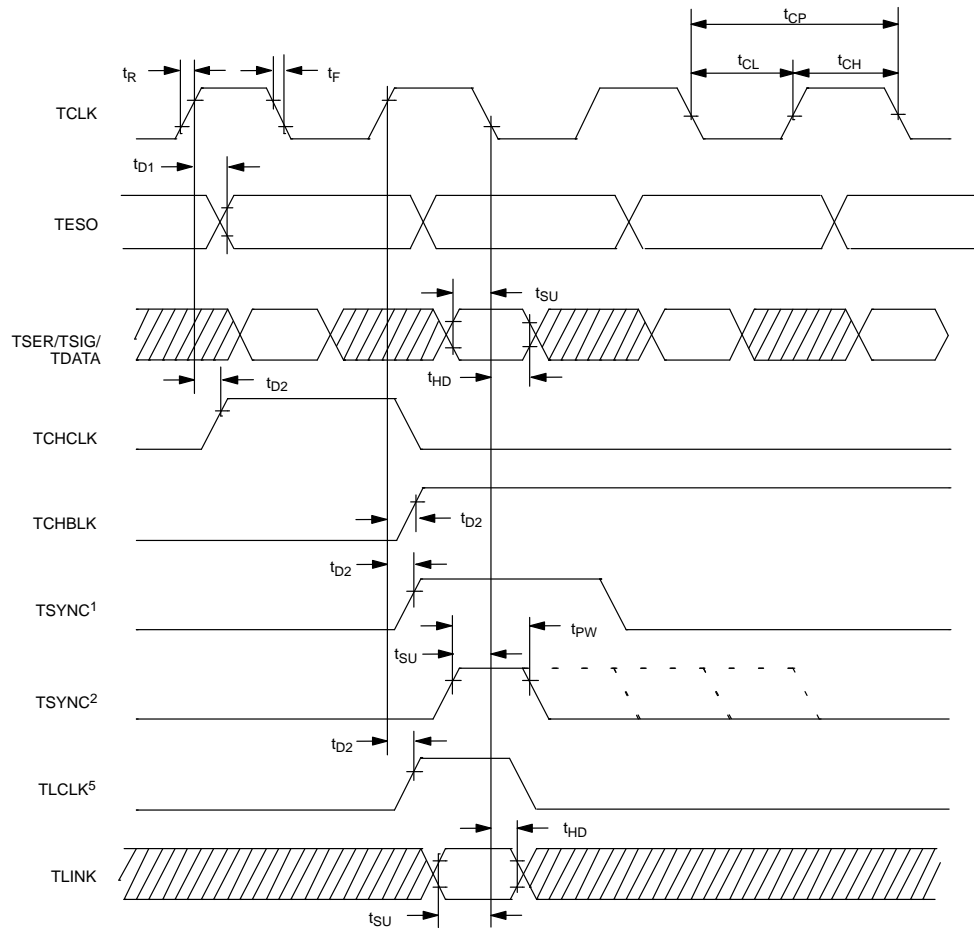 tCP
tR
tF
tCL
tCH
TCLK
tD1
TESO
tSU
TSER/TSIG/
TDATA
tHD
tD2
TCHCLK
TCHBLK
tD2
tD2
TSYNC1
tPW
tSU
TSYNC2
tD2
TLCLK5
tHD
TLINK
tSU